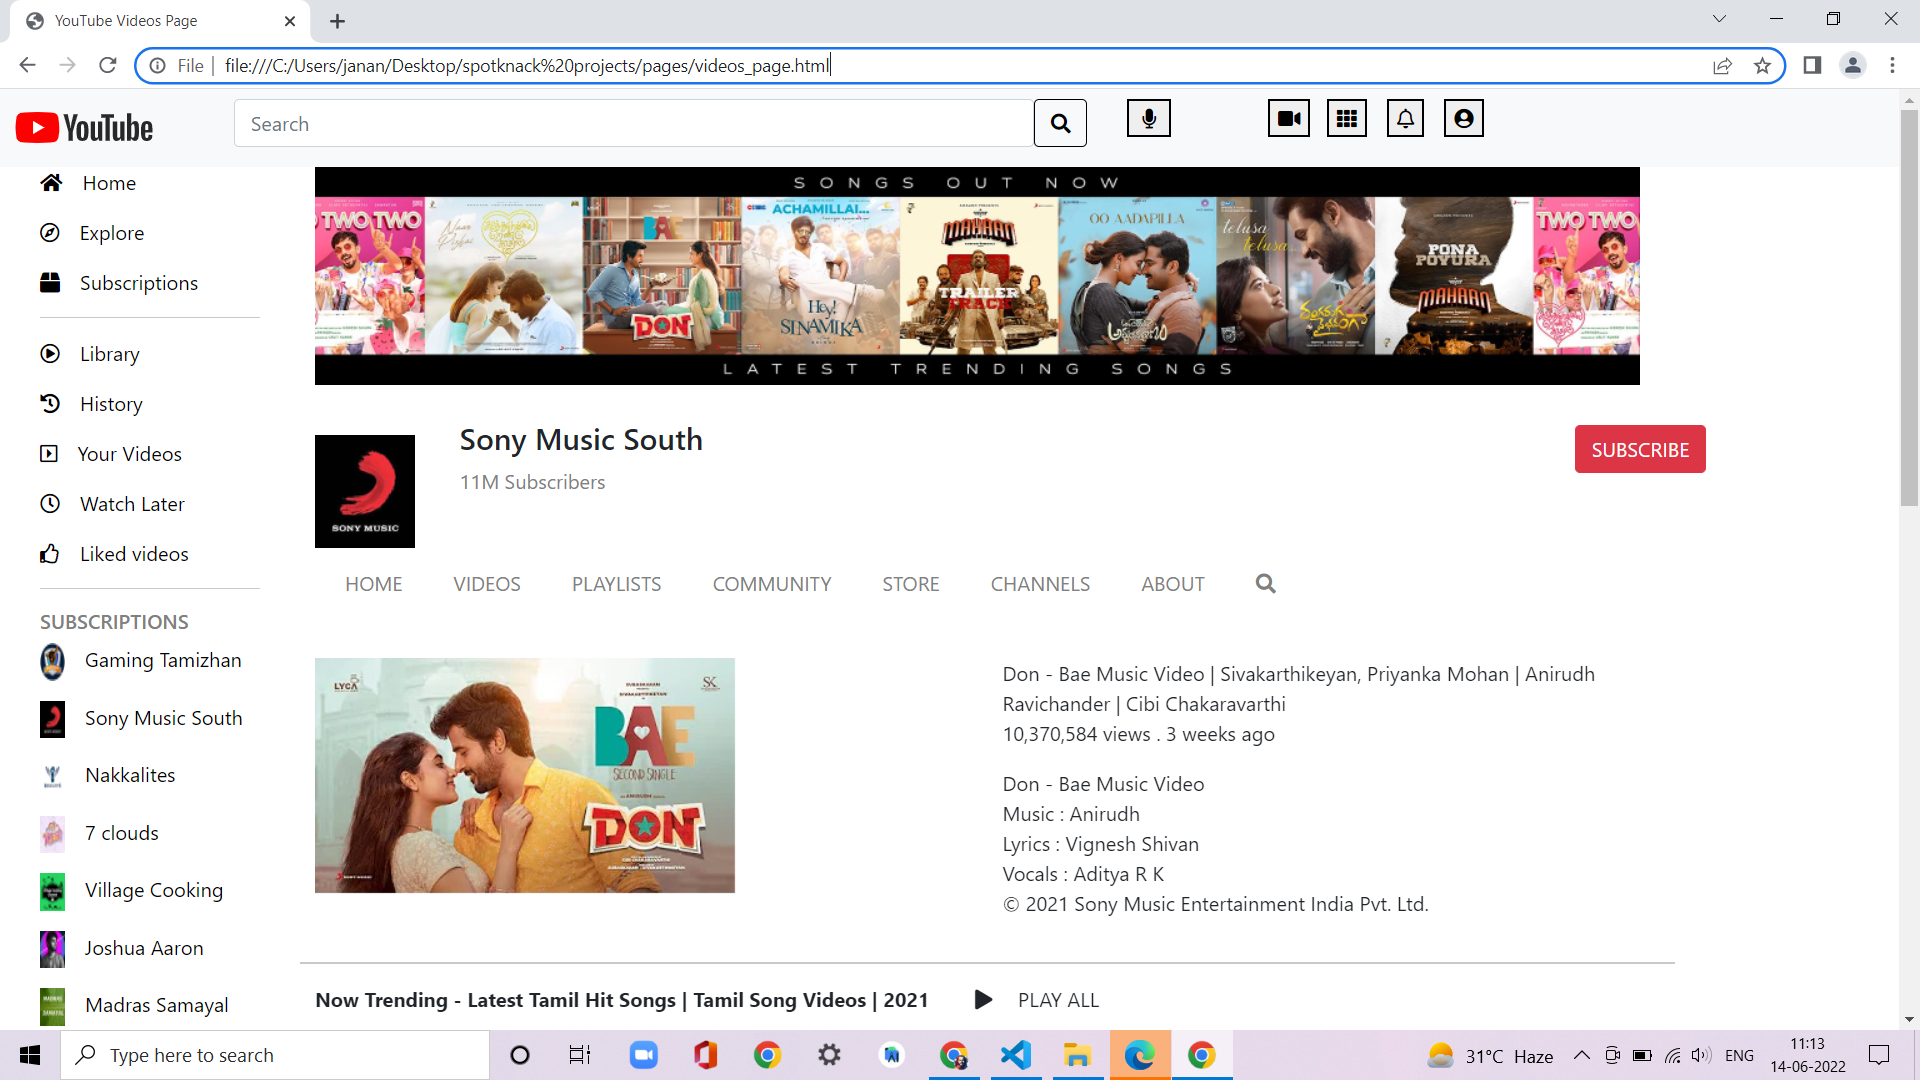 YouTube Videos Page
File
file:///C:/Users/janan/Desktop/spotknack%20projects/pages/videos_page.html
YouTube
Search
Home
Explore
Subscriptions
Library
History
Your Videos
Watch Later
Liked videos
SUBSCRIPTIONS
Gaming Tamizhan
Sony Music South
Nakkalites
7 clouds
Village Cooking
Joshua Aaron
Madras Samayal
SONGS OUT NOW
TWO TWO
BAE
DON
ACHAMILLAI...
Hey!
SINAMIKA
MAHAAN
TRAILER
TRACK
OO AADAPILLA
telusa
telusa...
PONA
POYURA
MAHAAN
TWO TWO
LATEST TRENDING SONGS
SONY MUSIC
Sony Music South
11M Subscribers
SUBSCRIBE
HOME
VIDEOS
PLAYLISTS
COMMUNITY
STORE
CHANNELS
ABOUT
LYCA
SK
BAE
SECOND SINGLE
DON
Don - Bae Music Video | Sivakarthikeyan, Priyanka Mohan | Anirudh
Ravichander | Cibi Chakaravarthi
10,370,584 views . 3 weeks ago
Don - Bae Music Video
Music : Anirudh
Lyrics : Vignesh Shivan
Vocals : Aditya R K
© 2021 Sony Music Entertainment India Pvt. Ltd.
Now Trending - Latest Tamil Hit Songs | Tamil Song Videos | 2021
PLAY ALL
Type here to search
31°C Haze
ENG
11:13
14-06-2022